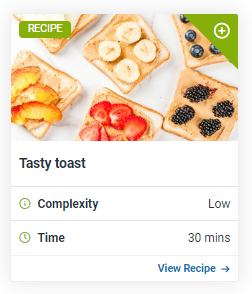 RECIPE
Tasty toast
Complexity Low
Time 30 mins
View Recipe →